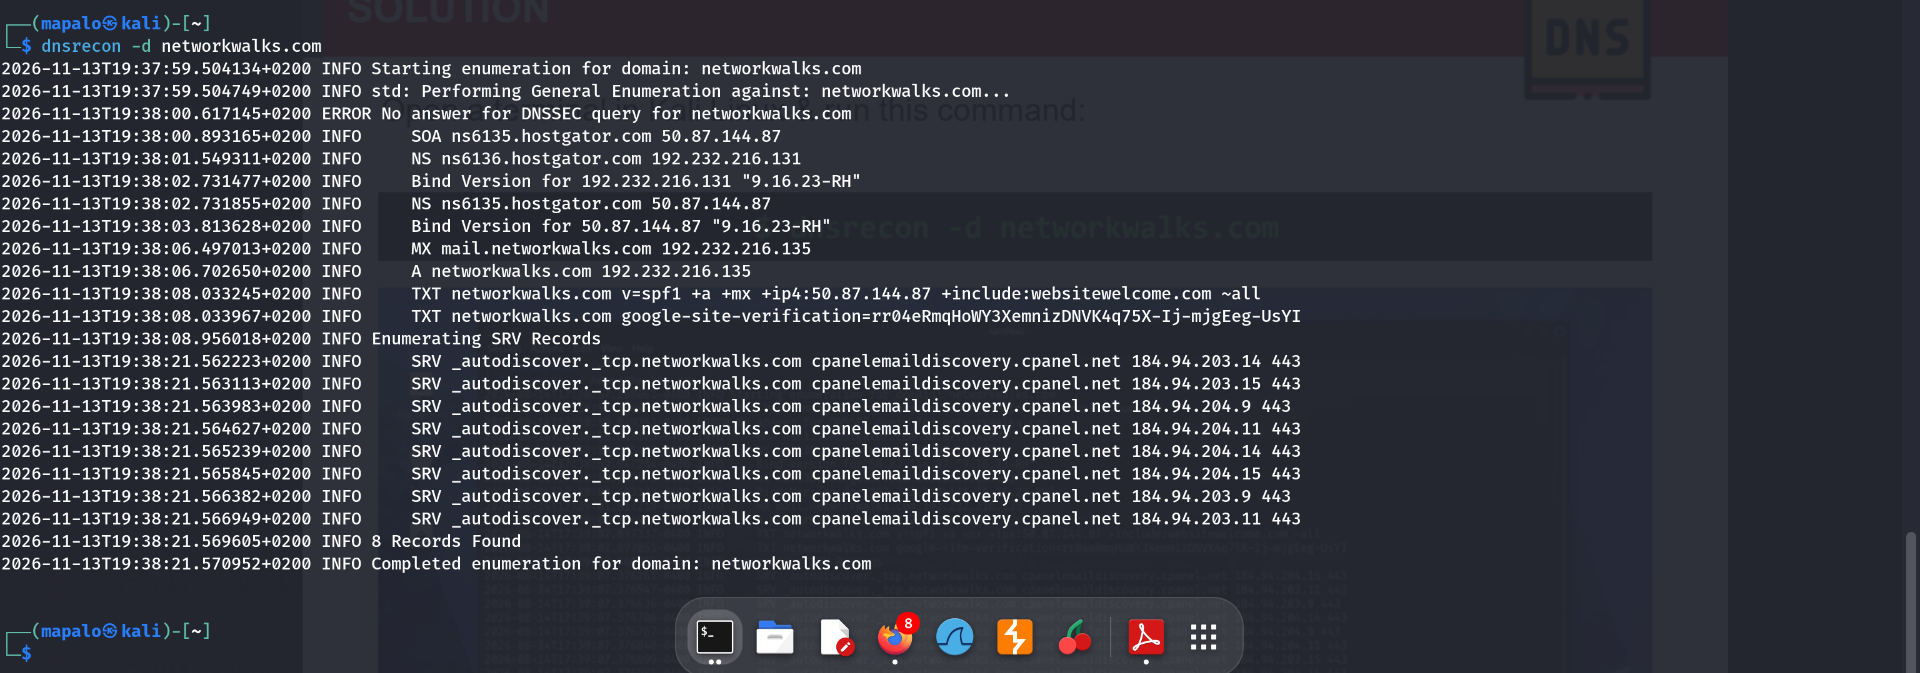 SOLUTION
DNS
┌──(mapalo㉿kali)-[~]
└─$ dnsrecon -d networkwalks.com
2026-11-13T19:37:59.504134+0200 INFO Starting enumeration for domain: networkwalks.com
2026-11-13T19:37:59.504749+0200 INFO std: Performing General Enumeration against: networkwalks.com...
run this command:
2026-11-13T19:38:00.617145+0200 ERROR No answer for DNSSEC query for networkwalks.com
2026-11-13T19:38:00.893165+0200 INFO SOA ns6135.hostgator.com 50.87.144.87
2026-11-13T19:38:01.549311+0200 INFO NS ns6136.hostgator.com 192.232.216.131
2026-11-13T19:38:02.731477+0200 INFO Bind Version for 192.232.216.131 "9.16.23-RH"
2026-11-13T19:38:02.731855+0200 INFO NS ns6135.hostgator.com 50.87.144.87
2026-11-13T19:38:03.813628+0200 INFO Bind Version for 50.87.144.87 "9.16.23-RH"
dnsrecon -d networkwalks.com
2026-11-13T19:38:06.497013+0200 INFO MX mail.networkwalks.com 192.232.216.135
2026-11-13T19:38:06.702650+0200 INFO A networkwalks.com 192.232.216.135
2026-11-13T19:38:08.033245+0200 INFO TXT networkwalks.com v=spf1 +a +mx +ip4:50.87.144.87 +include:websitewelcome.com ~all
2026-11-13T19:38:08.033967+0200 INFO TXT networkwalks.com google-site-verification=rr04eRmqHoWY3XemnizDNVK4q75X-Ij-mjgEeg-UsYI
2026-11-13T19:38:08.956018+0200 INFO Enumerating SRV Records
2026-11-13T19:38:21.562223+0200 INFO SRV _autodiscover._tcp.networkwalks.com cpanelemaildiscovery.cpanel.net 184.94.203.14 443
2026-11-13T19:38:21.563113+0200 INFO SRV _autodiscover._tcp.networkwalks.com cpanelemaildiscovery.cpanel.net 184.94.203.15 443
2026-11-13T19:38:21.563983+0200 INFO SRV _autodiscover._tcp.networkwalks.com cpanelemaildiscovery.cpanel.net 184.94.204.9 443
2026-11-13T19:38:21.564627+0200 INFO SRV _autodiscover._tcp.networkwalks.com cpanelemaildiscovery.cpanel.net 184.94.204.11 443
2026-11-13T19:38:21.565239+0200 INFO SRV _autodiscover._tcp.networkwalks.com cpanelemaildiscovery.cpanel.net 184.94.204.14 443
2026-11-13T19:38:21.565845+0200 INFO SRV _autodiscover._tcp.networkwalks.com cpanelemaildiscovery.cpanel.net 184.94.204.15 443
2026-11-13T19:38:21.566382+0200 INFO SRV _autodiscover._tcp.networkwalks.com cpanelemaildiscovery.cpanel.net 184.94.203.9 443
2026-11-13T19:38:21.566949+0200 INFO SRV _autodiscover._tcp.networkwalks.com cpanelemaildiscovery.cpanel.net 184.94.203.11 443
2026-11-13T19:38:21.569605+0200 INFO 8 Records Found
2026-11-13T19:38:21.570952+0200 INFO Completed enumeration for domain: networkwalks.com
┌──(mapalo㉿kali)-[~]
└─$
$_
8